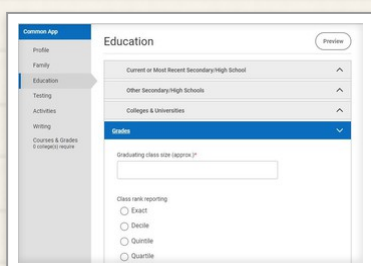 Common App
Profile
Family
Education
Testing
Activities
Writing
Courses & Grades
0 college(s) require
Education
Preview
Current or Most Recent Secondary/High School
Other Secondary/High Schools
Colleges & Universities
Grades
Graduating class size (approx.)*
Class rank reporting
Exact
Decile
Quintile
Quartile